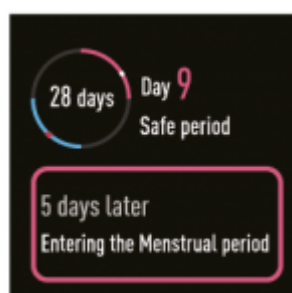 28 days
Day 9
Safe period
5 days later
Entering the Menstrual period